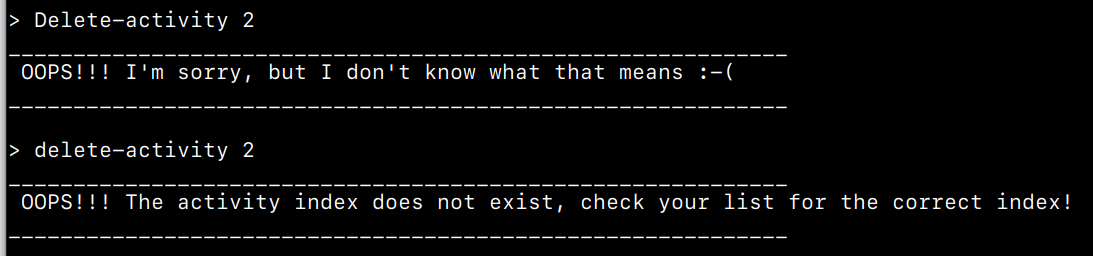 > Delete-activity 2
____________________________________________________________
OOPS!!! I'm sorry, but I don't know what that means :-(
____________________________________________________________
> delete-activity 2
____________________________________________________________
OOPS!!! The activity index does not exist, check your list for the correct index!
____________________________________________________________